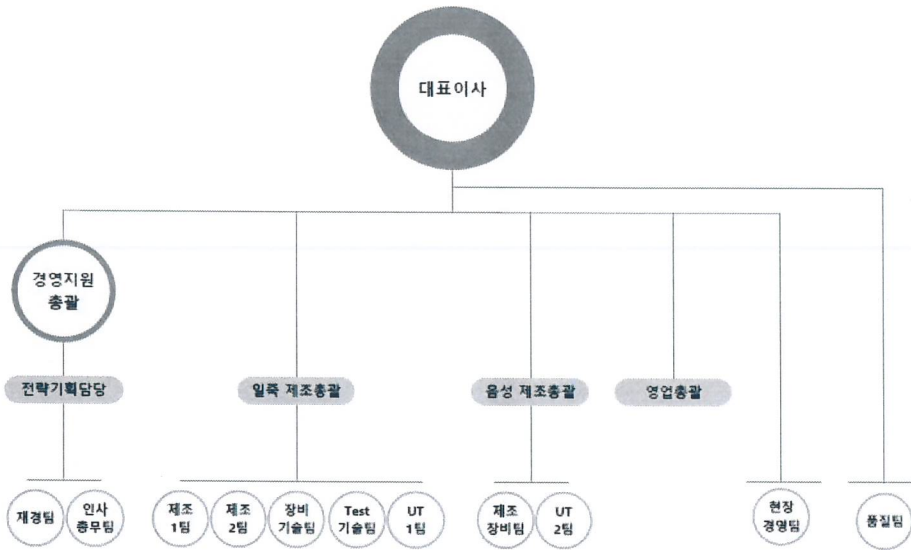 대표이사
경영지원
총괄
전략기획담당
일죽 제조총괄
음성 제조총괄
영업총괄
재경팀
인사
총무팀
제조
1팀
제조
2팀
장비
기술팀
Test
기술팀
UT
1팀
제조
장비팀
UT
2팀
현장
경영팀
품질팀